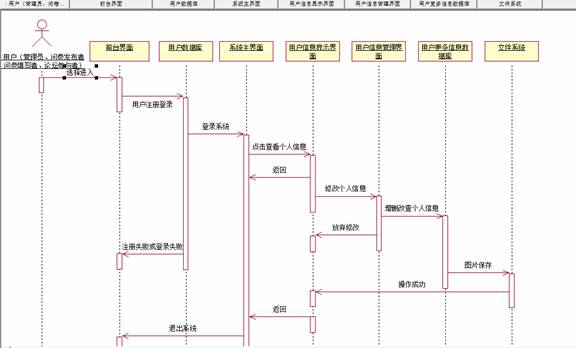 : 用户（管理员、问卷...
前台界面
用户数据库
系统主界面
用户信息显示界面
用户信息管理界面
用户更多信息数据库
文件系统
用户（管理员、问卷发布者
问卷填写者、论坛参与者）
前台界面
用户数据库
系统主界面
用户信息显示界
面
用户信息管理界
面
用户更多信息数
据库
文件系统
选择进入
用户注册登录
登录系统
点击查看个人信息
返回
修改个人信息
增删改查个人信息
放弃修改
注册失败或登录失败
图片保存
操作成功
返回
退出系统